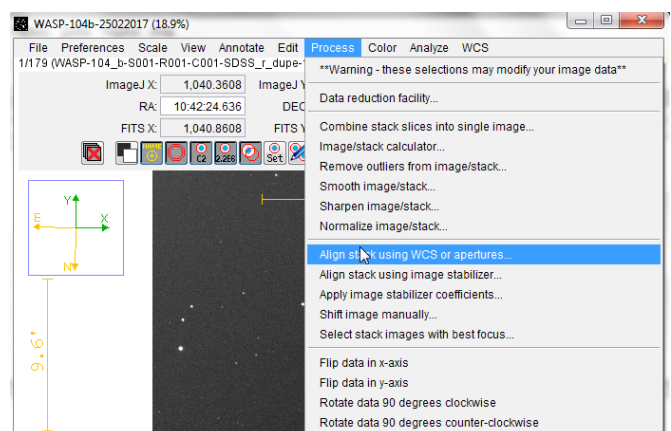 WASP-104b-25022017 (18.9%)
File Preferences Scale View Annotate Edit Process Color Analyze WCS
1/179 (WASP-104_b-S001-R001-C001-SDSS_r_dupe-
**Warning - these selections may modify your image data**
ImageJ X: 1,040.3608 ImageJ Y
Data reduction facility...
RA: 10:42:24.636 DEC
FITS X: 1,040.8608 FITS Y
Combine stack slices into single image...
Image/stack calculator...
Remove outliers from image/stack...
Smooth image/stack...
Sharpen image/stack...
Normalize image/stack...
NAME C2 2.2E6 Set
Align stack using WCS or apertures...
Align stack using image stabilizer...
Apply image stabilizer coefficients...
Shift image manually...
Select stack images with best focus...
Flip data in x-axis
Flip data in y-axis
Rotate data 90 degrees clockwise
Rotate data 90 degrees counter-clockwise
Y
E X
N
9.6'